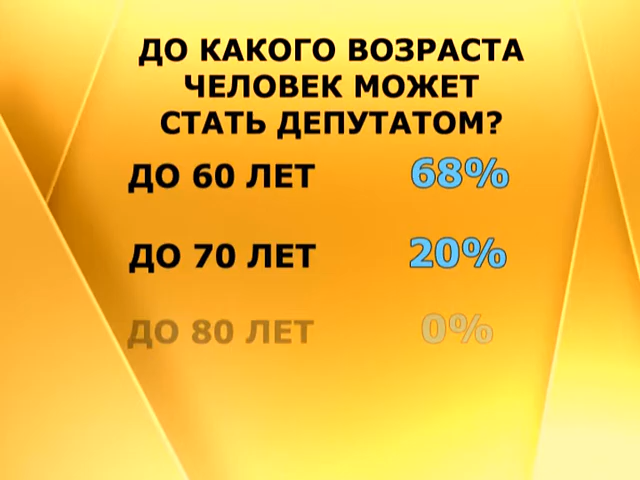 ДО КАКОГО ВОЗРАСТА
ЧЕЛОВЕК МОЖЕТ
СТАТЬ ДЕПУТАТОМ?
ДО 60 ЛЕТ 68%
ДО 70 ЛЕТ 20%
ДО 80 ЛЕТ 0%